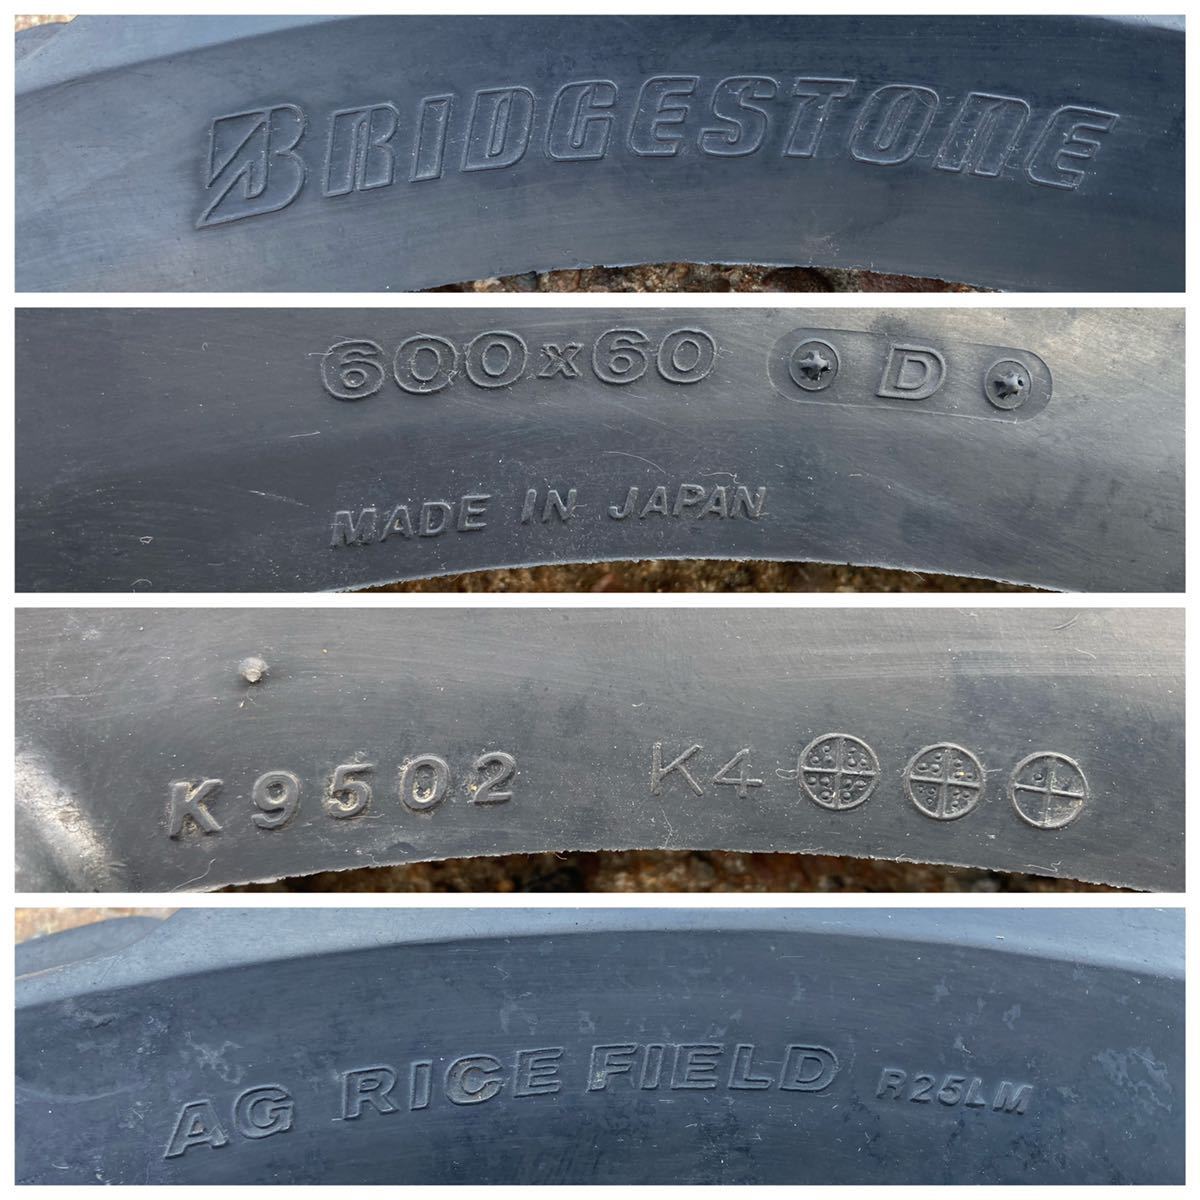 BRIDGESTONE
600x60 D
MADE IN JAPAN
K9502 K4
AG RICE FIELD R25LM